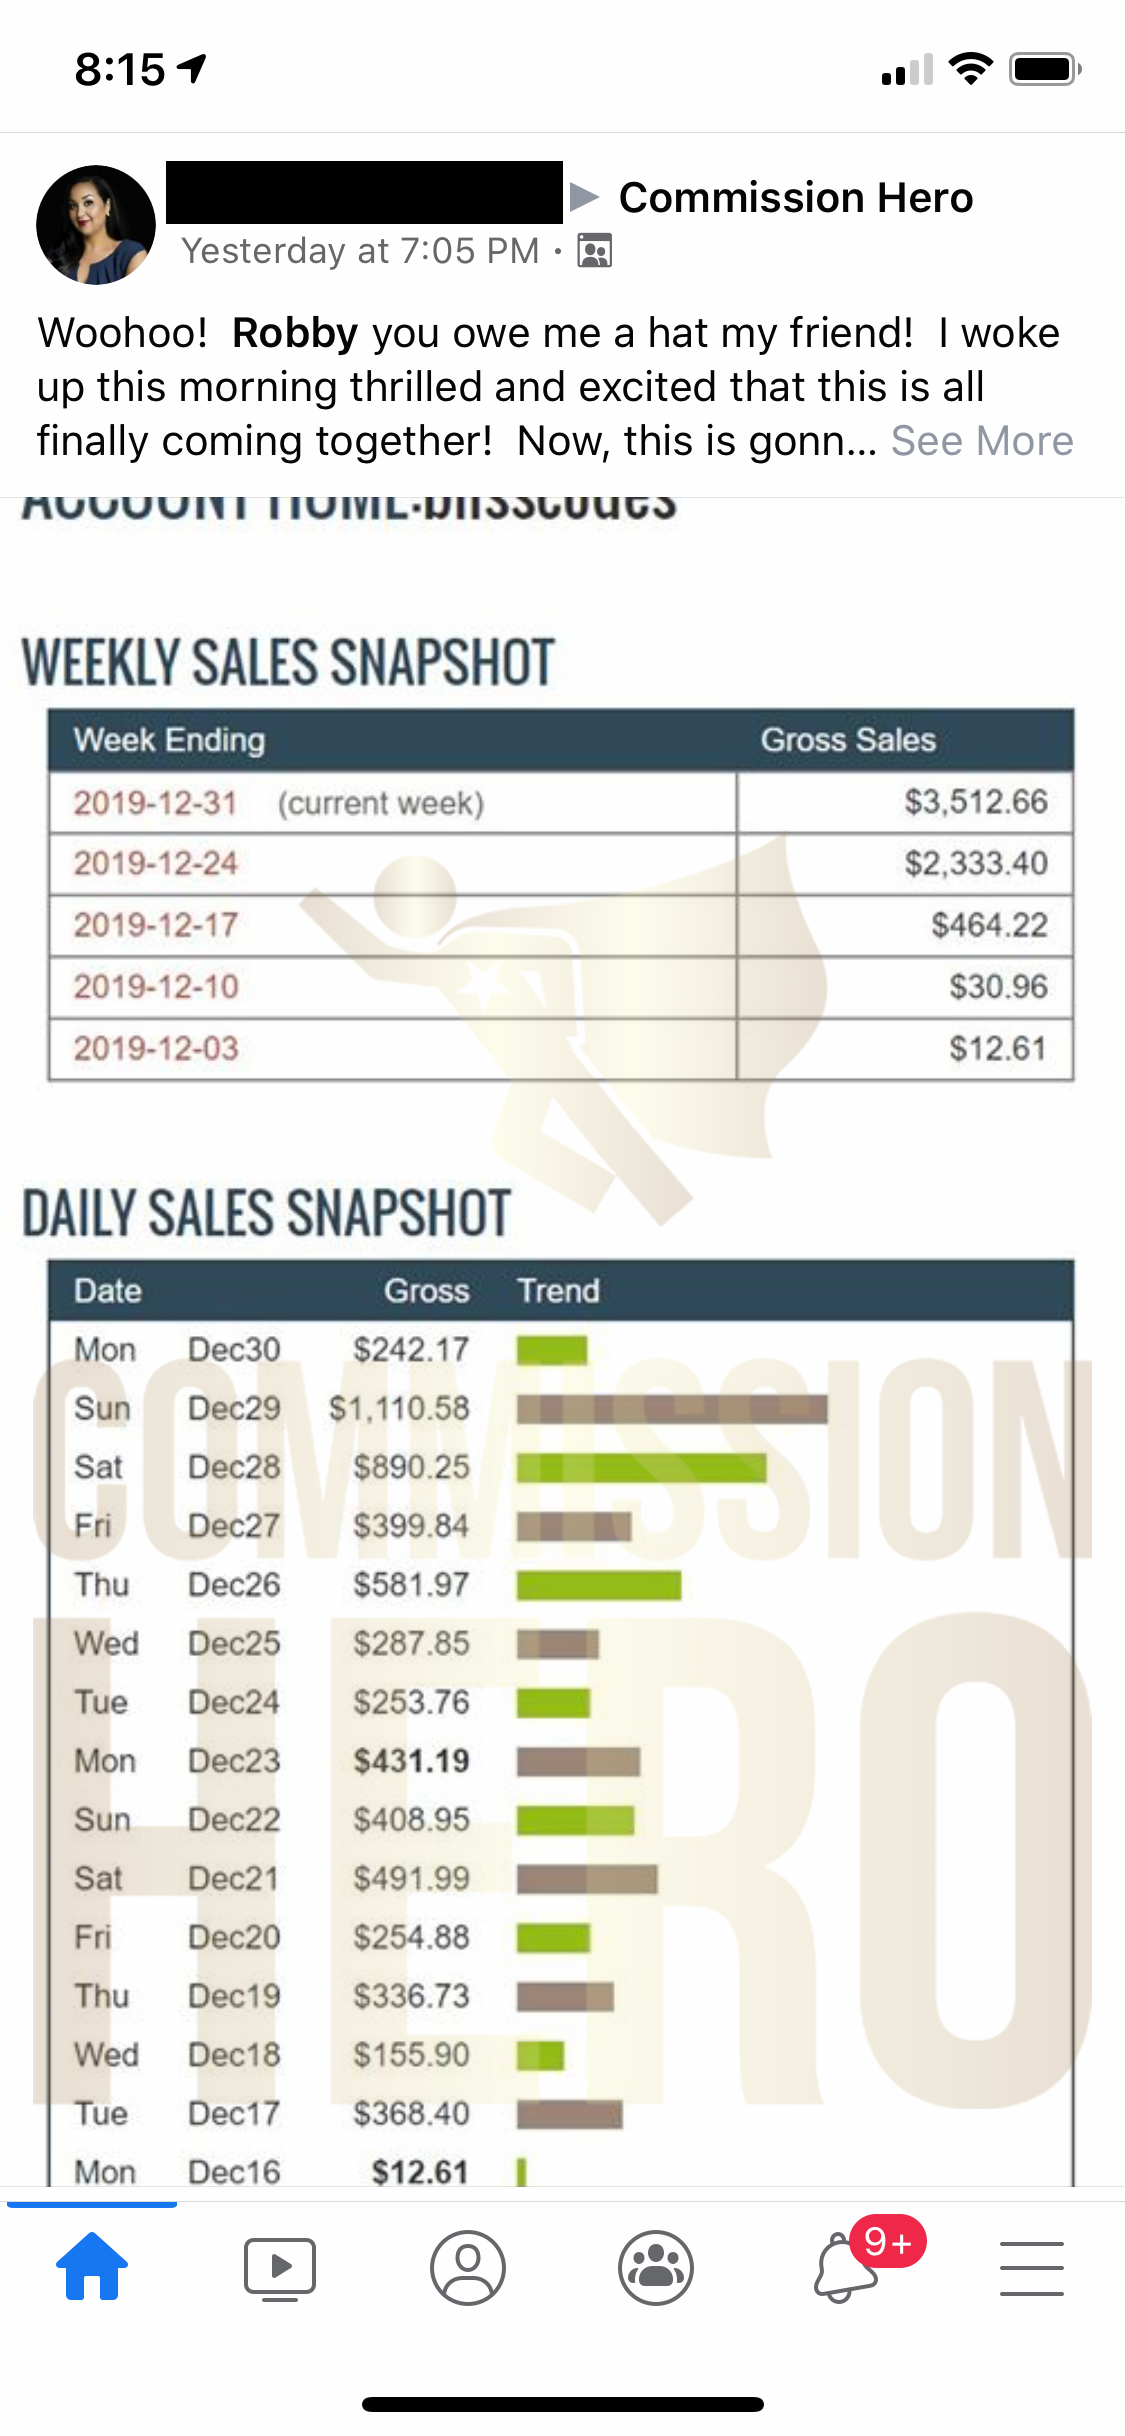 8:15
Commission Hero
Yesterday at 7:05 PM ·
Woohoo!  Robby you owe me a hat my friend!  I woke
up this morning thrilled and excited that this is all
finally coming together!  Now, this is gonn... See More
ACCOUNT HOME:blisscodes
WEEKLY SALES SNAPSHOT
Week Ending Gross Sales
2019-12-31 (current week) $3,512.66
2019-12-24 $2,333.40
2019-12-17 $464.22
2019-12-10 $30.96
2019-12-03 $12.61
DAILY SALES SNAPSHOT
Date Gross Trend
Mon Dec30 $242.17
Sun Dec29 $1,110.58
Sat Dec28 $890.25
Fri Dec27 $399.84
Thu Dec26 $581.97
Wed Dec25 $287.85
Tue Dec24 $253.76
Mon Dec23 $431.19
Sun Dec22 $408.95
Sat Dec21 $491.99
Fri Dec20 $254.88
Thu Dec19 $336.73
Wed Dec18 $155.90
Tue Dec17 $368.40
Mon Dec16 $12.61
COMMISSION
HERO
9+